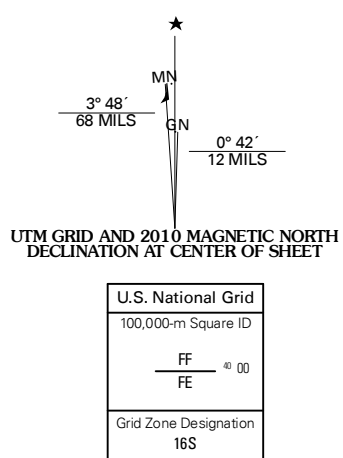 ★
MN
3° 48´
68 MILS
GN
0° 42´
12 MILS
UTM GRID AND 2010 MAGNETIC NORTH
DECLINATION AT CENTER OF SHEET
U.S. National Grid
100,000-m Square ID
FF
40 00
FE
Grid Zone Designation
16S